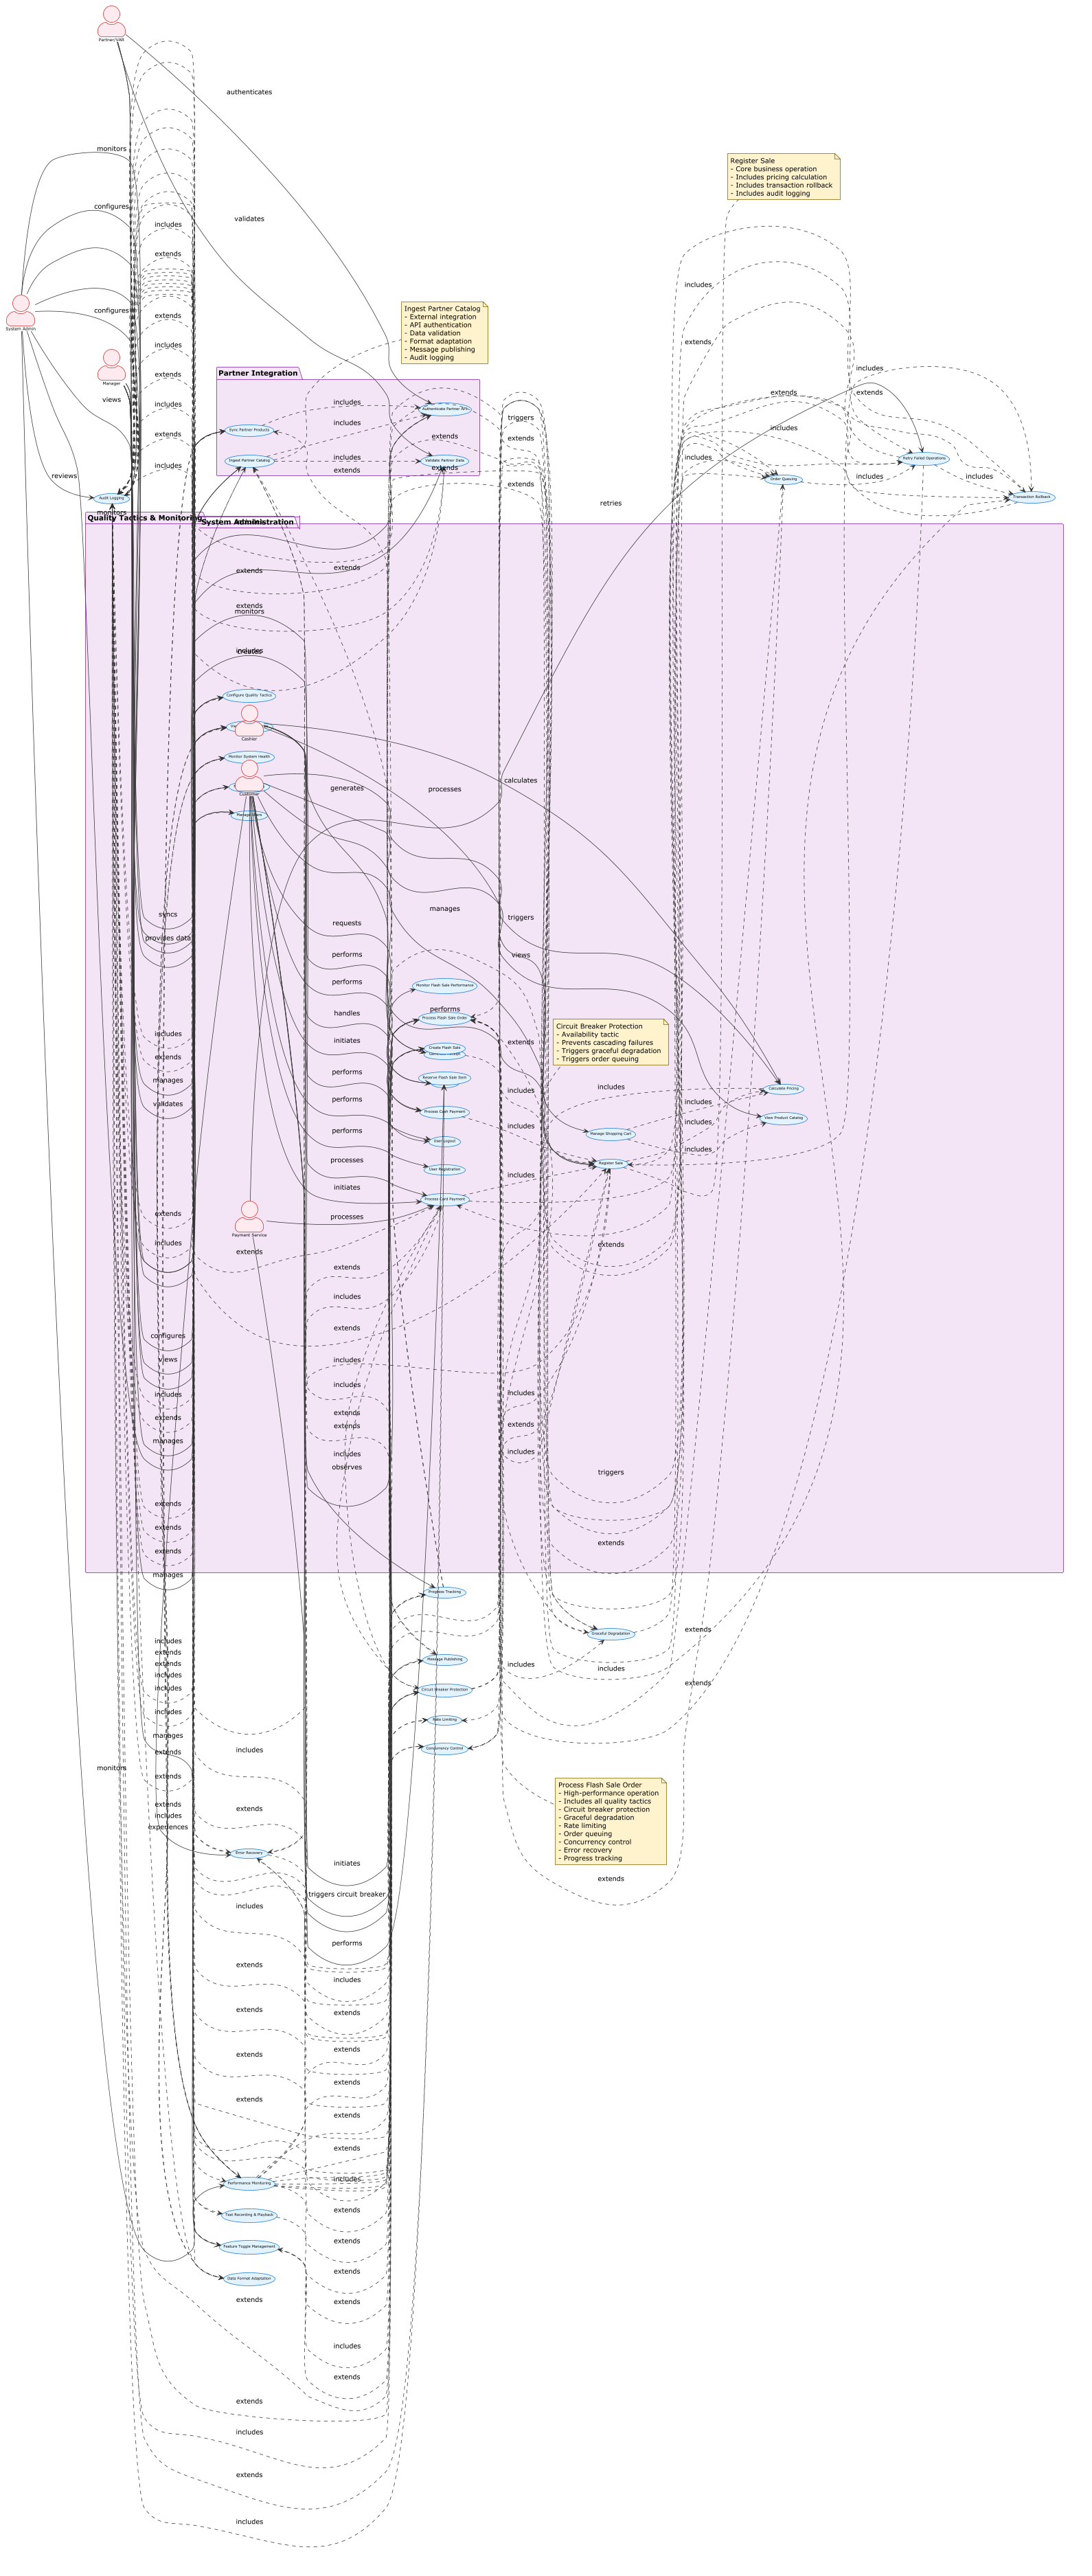 Partner/VAR
authenticates
monitors
Register Sale
- Core business operation
- Includes pricing calculation
- Includes transaction rollback
- Includes audit logging
configures
validates
includes
extends
includes
System Admin
configures
Ingest Partner Catalog
- External integration
- API authentication
- Data validation
- Format adaptation
- Message publishing
- Audit logging
extends
extends
includes
Manager
Partner Integration
includes
extends
views
includes
extends
extends
Authenticate Partner API
triggers
includes
Sync Partner Products
includes
includes
extends
extends
extends
includes
Ingest Partner Catalog
includes
Validate Partner Data
includes
Retry Failed Operations
reviews
extends
extends
extends
includes
includes
Order Queuing
Audit Logging
retries
Transaction Rollback
monitors
Quality Tactics & Monitoring
System Administration
extends
extends
extends
monitors
includes
Configure Quality Tactics
Cashier
Monitor System Health
calculates
generates
processes
Customer
Manage Users
syncs
manages
triggers
requests
provides data
performs
views
performs
Monitor Flash Sale Performance
performs
handles
Process Flash Sale Order
Circuit Breaker Protection
- Availability tactic
- Prevents cascading failures
- Triggers graceful degradation
- Triggers order queuing
initiates
extends
Create Flash Sale
includes
extends
performs
Reserve Flash Sale Item
manages
includes
Calculate Pricing
validates
performs
Process Cash Payment
includes
includes
View Product Catalog
performs
User Logout
includes
Manage Shopping Cart
includes
includes
processes
User Registration
Register Sale
initiates
Process Card Payment
includes
extends
processes
Payment Service
includes
extends
extends
extends
includes
configures
extends
views
includes
includes
includes
includes
extends
extends
extends
extends
manages
includes
includes
observes
triggers
extends
extends
extends
extends
manages
Progress Tracking
includes
Graceful Degradation
extends
extends
Message Publishing
extends
includes
includes
includes
extends
includes
Circuit Breaker Protection
includes
Rate Limiting
manages
includes
Concurrency Control
extends
monitors
extends
Process Flash Sale Order
- High-performance operation
- Includes all quality tactics
- Circuit breaker protection
- Graceful degradation
- Rate limiting
- Order queuing
- Concurrency control
- Error recovery
- Progress tracking
extends
extends
includes
experiences
Error Recovery
initiates
extends
triggers circuit breaker
includes
performs
extends
includes
extends
extends
extends
extends
extends
extends
extends
Performance Monitoring
includes
extends
Test Recording & Playback
extends
Feature Toggle Management
extends
Data Format Adaptation
extends
extends
includes
extends
extends
includes
extends
includes